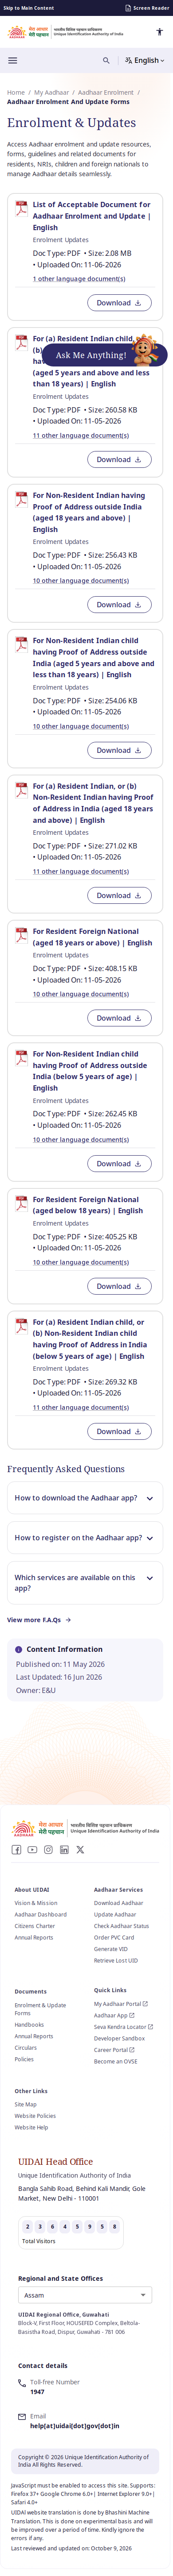 Skip to Main Content
Screen Reader
मेरा आधार मेरी पहचान
भारतीय विशिष्ट पहचान प्राधिकरण
Unique Identification Authority of India
English
Home / My Aadhaar / Aadhaar Enrolment /
Aadhaar Enrolment And Update Forms
Enrolment & Updates
Access Aadhaar enrolment and update resources,
forms, guidelines and related documents for
residents, NRIs, children and foreign nationals to
manage Aadhaar details seamlessly.
List of Acceptable Document for
Aadhaar Enrolment and Update |
English
Enrolment Updates
Doc Type: PDF • Size: 2.08 MB
• Uploaded On: 11-06-2026
1 other language document(s)
Download
For (a) Resident Indian child,
(b)
Ask Me Anything!
ha
(aged 5 years and above and less
than 18 years) | English
Enrolment Updates
Doc Type: PDF • Size: 260.58 KB
• Uploaded On: 11-05-2026
11 other language document(s)
Download
For Non-Resident Indian having
Proof of Address outside India
(aged 18 years and above) |
English
Enrolment Updates
Doc Type: PDF • Size: 256.43 KB
• Uploaded On: 11-05-2026
10 other language document(s)
Download
For Non-Resident Indian child
having Proof of Address outside
India (aged 5 years and above and
less than 18 years) | English
Enrolment Updates
Doc Type: PDF • Size: 254.06 KB
• Uploaded On: 11-05-2026
10 other language document(s)
Download
For (a) Resident Indian, or (b)
Non-Resident Indian having Proof
of Address in India (aged 18 years
and above) | English
Enrolment Updates
Doc Type: PDF • Size: 271.02 KB
• Uploaded On: 11-05-2026
11 other language document(s)
Download
For Resident Foreign National
(aged 18 years or above) | English
Doc Type: PDF • Size: 408.15 KB
• Uploaded On: 11-05-2026
10 other language document(s)
Download
For Non-Resident Indian child
having Proof of Address outside
India (below 5 years of age) |
English
Enrolment Updates
Doc Type: PDF • Size: 262.45 KB
• Uploaded On: 11-05-2026
10 other language document(s)
Download
For Resident Foreign National
(aged below 18 years) | English
Enrolment Updates
Doc Type: PDF • Size: 405.25 KB
• Uploaded On: 11-05-2026
10 other language document(s)
Download
For (a) Resident Indian child, or
(b) Non-Resident Indian child
having Proof of Address in India
(below 5 years of age) | English
Enrolment Updates
Doc Type: PDF • Size: 269.32 KB
• Uploaded On: 11-05-2026
11 other language document(s)
Download
Frequently Asked Questions
How to download the Aadhaar app?
How to register on the Aadhaar app?
Which services are available on this
app?
View more F.A.Qs
Content Information
Published on: 11 May 2026
Last Updated: 16 Jun 2026
Owner: E&U
मेरा आधार मेरी पहचान
भारतीय विशिष्ट पहचान प्राधिकरण
Unique Identification Authority of India
About UIDAI
Vision & Mission
Aadhaar Dashboard
Citizens Charter
Annual Reports
Aadhaar Services
Download Aadhaar
Update Aadhaar
Check Aadhaar Status
Order PVC Card
Generate VID
Retrieve Lost UID
Documents
Enrolment & Update
Forms
Handbooks
Annual Reports
Circulars
Policies
Quick Links
My Aadhaar Portal
Aadhaar App
Seva Kendra Locator
Developer Sandbox
Career Portal
Become an OVSE
Other Links
Site Map
Website Policies
Website Help
UIDAI Head Office
Unique Identification Authority of India
Bangla Sahib Road, Behind Kali Mandir, Gole
Market, New Delhi - 110001
2 3 6 4 5 9 5 8
Total Visitors
Regional and State Offices
Assam
UIDAI Regional Office, Guwahati
Block-V, First Floor, HOUSEFED Complex, Beltola-
Basistha Road, Dispur, Guwahati - 781 006
Contact details
Toll-free Number
1947
Email
help[at]uidai[dot]gov[dot]in
Copyright © 2026 Unique Identification Authority of
India All Rights Reserved.
JavaScript must be enabled to access this site. Supports:
Firefox 37+ Google Chrome 6.0+ | Internet Explorer 9.0+|
Safari 4.0+
UIDAI website translation is done by Bhashini Machine
Translation. This is done on experimental basis and will
be improved over a period of time. Kindly ignore the
errors if any.
Last reviewed and updated on: October 9, 2026